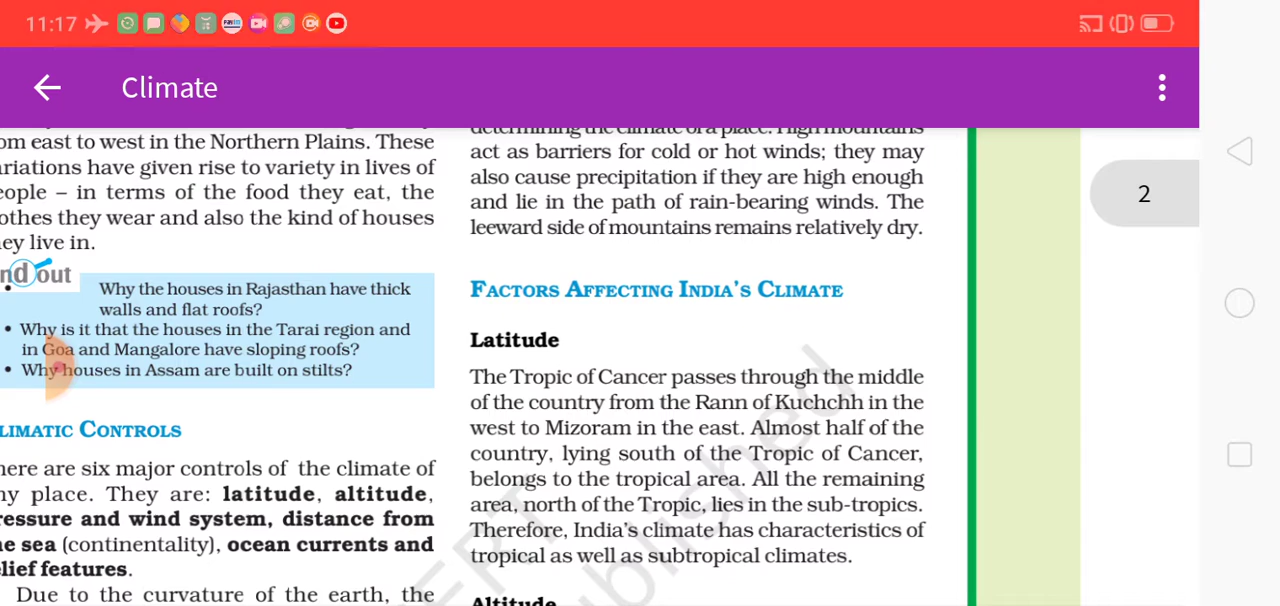 11:17
Climate
2
om east to west in the Northern Plains. These
ariations have given rise to variety in lives of
eople – in terms of the food they eat, the
othes they wear and also the kind of houses
ey live in.
nd out
• Why the houses in Rajasthan have thick
walls and flat roofs?
• Why is it that the houses in the Tarai region and
in Goa and Mangalore have sloping roofs?
• Why houses in Assam are built on stilts?
LIMATIC CONTROLS
here are six major controls of the climate of
ny place. They are: latitude, altitude,
ressure and wind system, distance from
e sea (continentality), ocean currents and
elief features.
Due to the curvature of the earth, the
determining the climate of a place. High mountains
act as barriers for cold or hot winds; they may
also cause precipitation if they are high enough
and lie in the path of rain-bearing winds. The
leeward side of mountains remains relatively dry.
FACTORS AFFECTING INDIA'S CLIMATE
Latitude
The Tropic of Cancer passes through the middle
of the country from the Rann of Kuchchh in the
west to Mizoram in the east. Almost half of the
country, lying south of the Tropic of Cancer,
belongs to the tropical area. All the remaining
area, north of the Tropic, lies in the sub-tropics.
Therefore, India's climate has characteristics of
tropical as well as subtropical climates.
Altitude